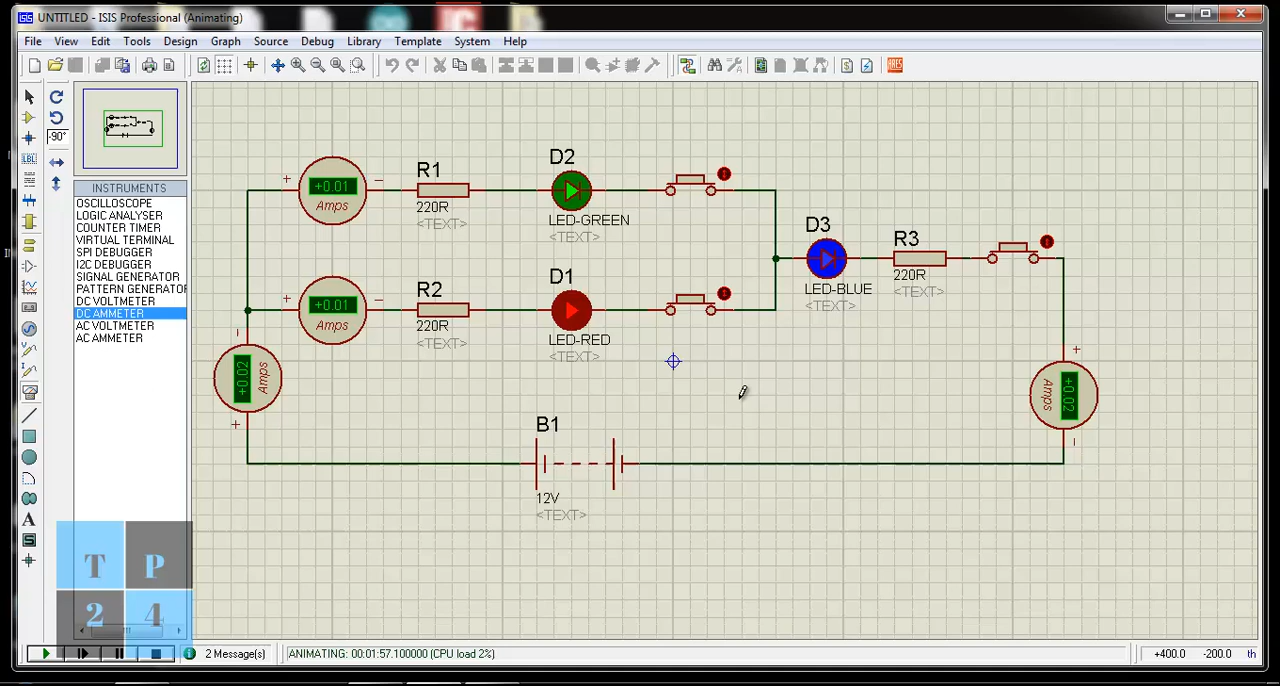 UNTITLED - ISIS Professional (Animating)
File View Edit Tools Design Graph Source Debug Library Template System Help
ARES
-90°
LBL
INSTRUMENTS
OSCILLOSCOPE
LOGIC ANALYSER
COUNTER TIMER
VIRTUAL TERMINAL
SPI DEBUGGER
I2C DEBUGGER
SIGNAL GENERATOR
PATTERN GENERATOR
DC VOLTMETER
DC AMMETER
AC VOLTMETER
AC AMMETER
A
S
+ +0.01 Amps −
R1
220R
<TEXT>
D2
LED-GREEN
<TEXT>
+ +0.01 Amps −
R2
220R
<TEXT>
D1
LED-RED
<TEXT>
D3
LED-BLUE
<TEXT>
R3
220R
<TEXT>
− +0.02 Amps +
+ +0.02 Amps −
B1
12V
<TEXT>
T P
2 4
2 Message(s)
ANIMATING: 00:01:57.100000 (CPU load 2%)
+400.0 -200.0 th